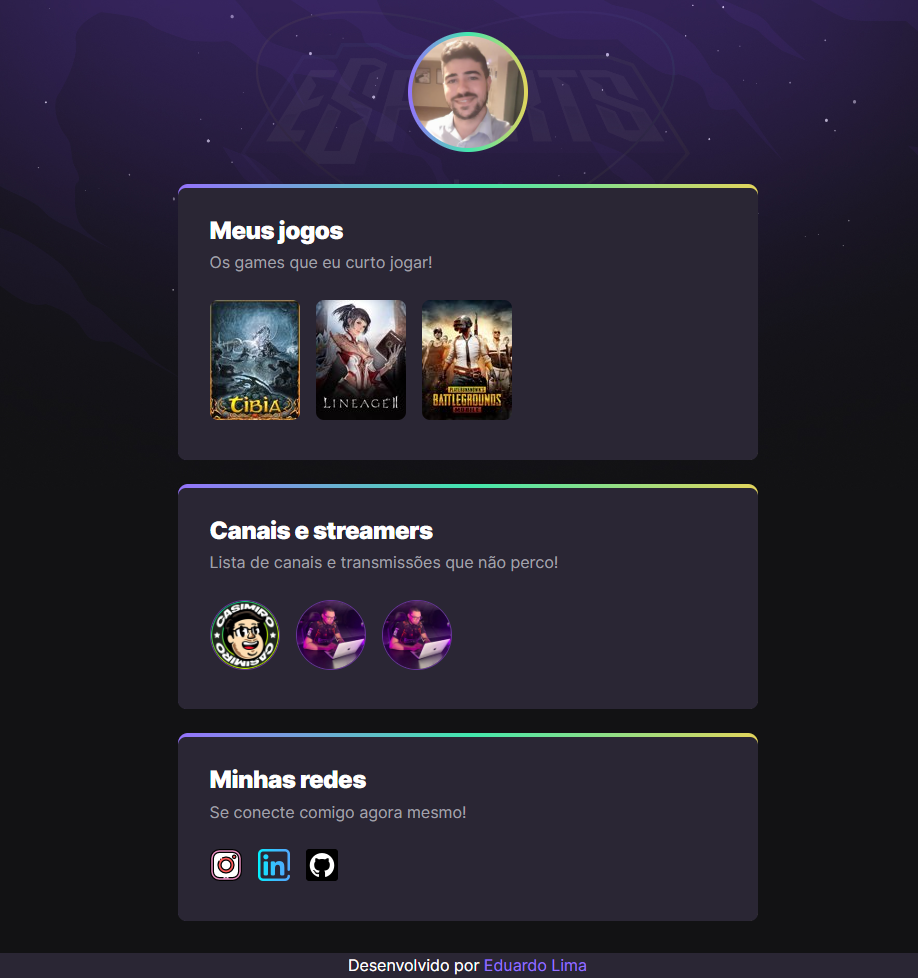 ESPORTS
Meus jogos
Os games que eu curto jogar!
TIBIA
LINEAGE II
PLAYERUNKNOWN'S
BATTLEGROUNDS
MOBILE
Canais e streamers
Lista de canais e transmissões que não perco!
CASIMIRO
CASIMIRO
Minhas redes
Se conecte comigo agora mesmo!
in
Desenvolvido por Eduardo Lima